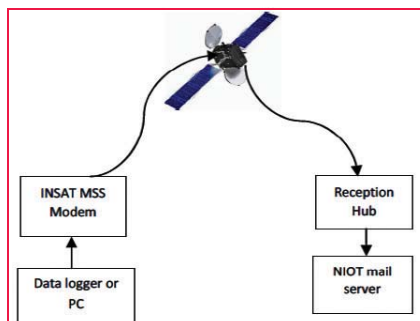 INSAT MSS
Modem
Data logger or
PC
Reception
Hub
NIOT mail
server